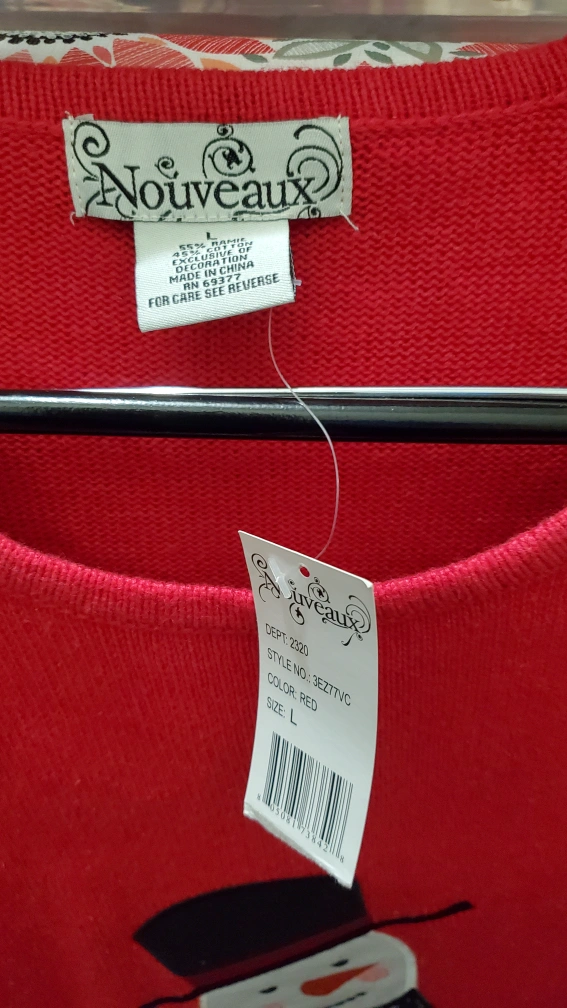 Nouveaux
L
55% RAMIE
45% COTTON
EXCLUSIVE OF
DECORATION
MADE IN CHINA
RN 69377
FOR CARE SEE REVERSE
Nouveaux
DEPT: 2320
STYLE NO.: 3EZ77VC
COLOR: RED
SIZE: L